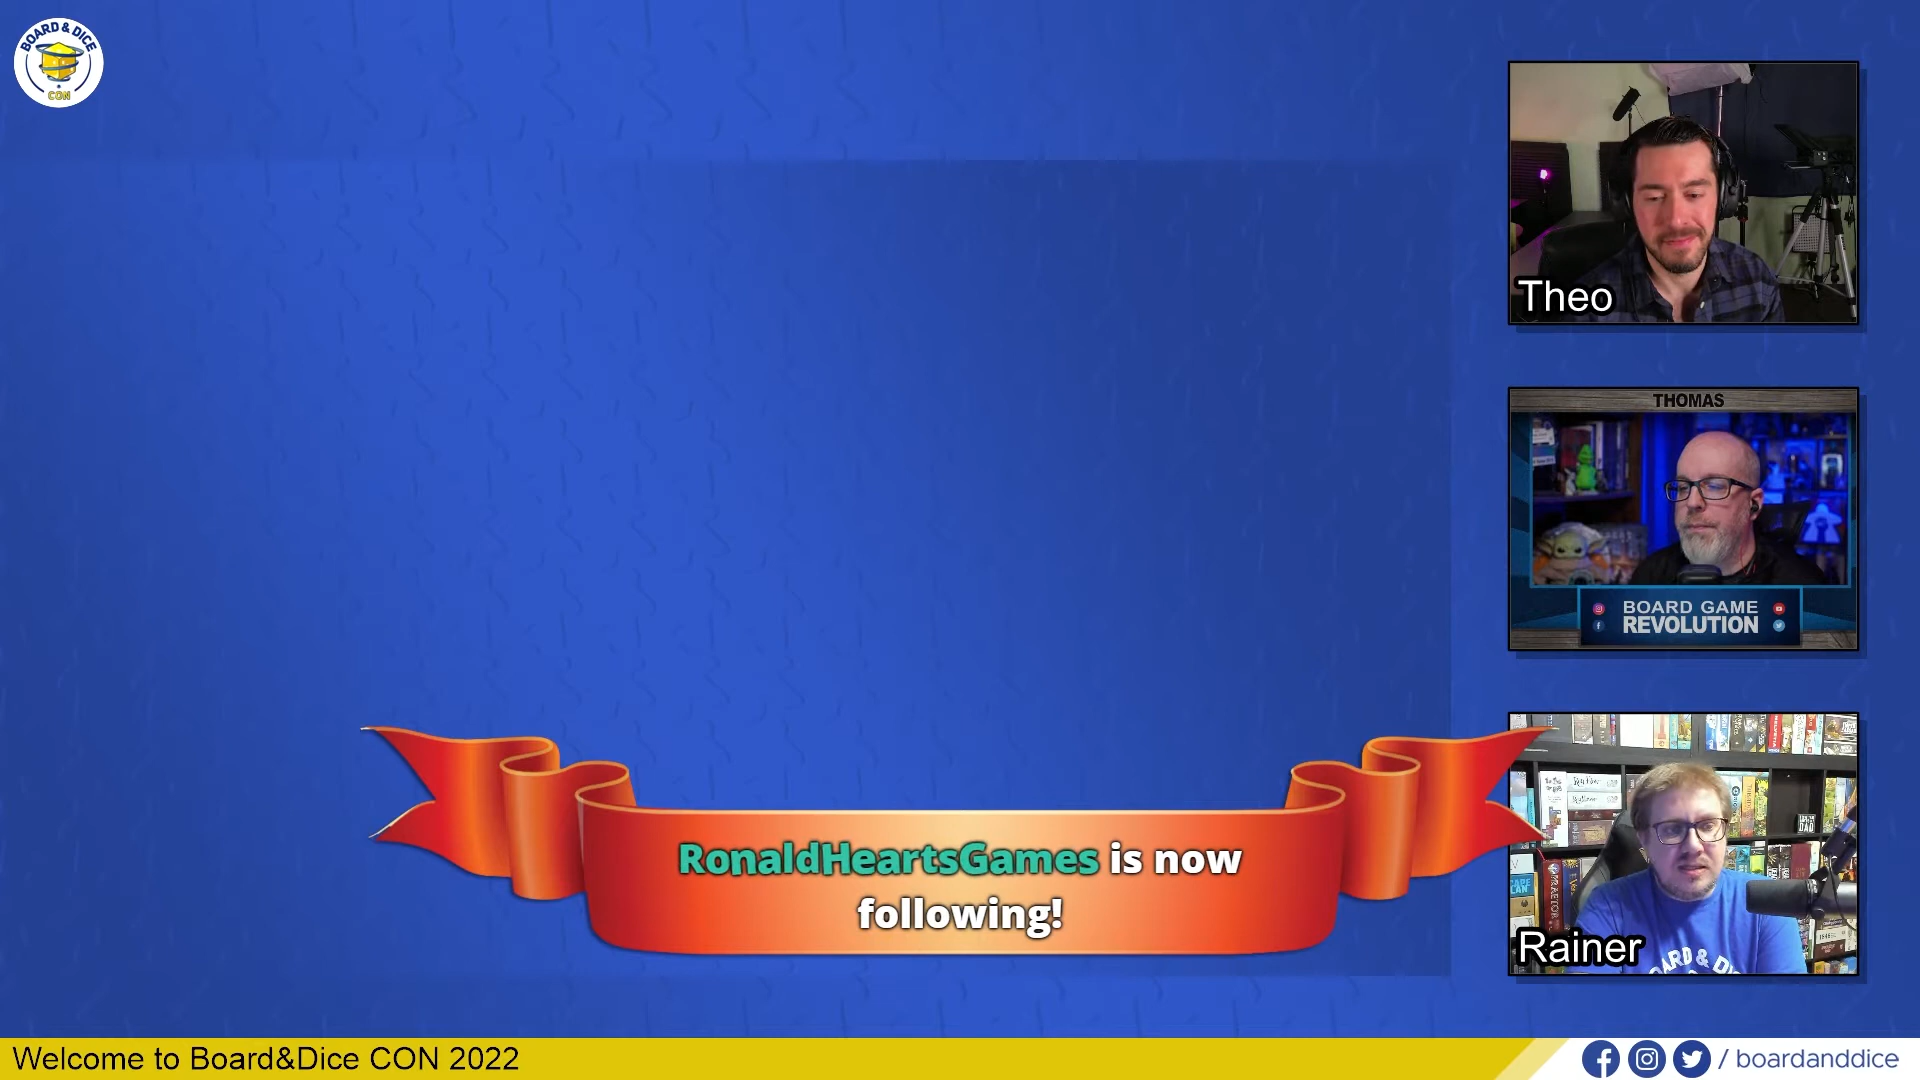 BOARD & DICE
CON
Theo
THOMAS
BOARD GAME
REVOLUTION
RonaldHeartsGames is now
following!
Rainer
Welcome to Board&Dice CON 2022
/ boardanddice